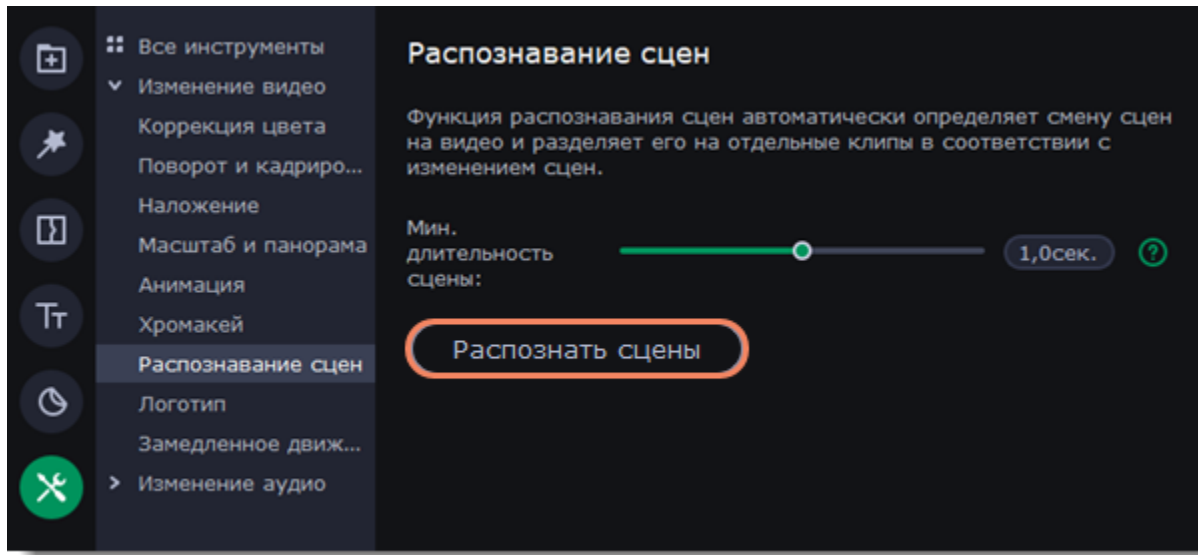 Все инструменты
Изменение видео
Коррекция цвета
Поворот и кадриро...
Наложение
Масштаб и панорама
Анимация
Хромакей
Распознавание сцен
Логотип
Замедленное движ...
Изменение аудио
Распознавание сцен
Функция распознавания сцен автоматически определяет смену сцен
на видео и разделяет его на отдельные клипы в соответствии с
изменением сцен.
Мин.
длительность
сцены:
1,0сек.
?
Распознать сцены
Тт